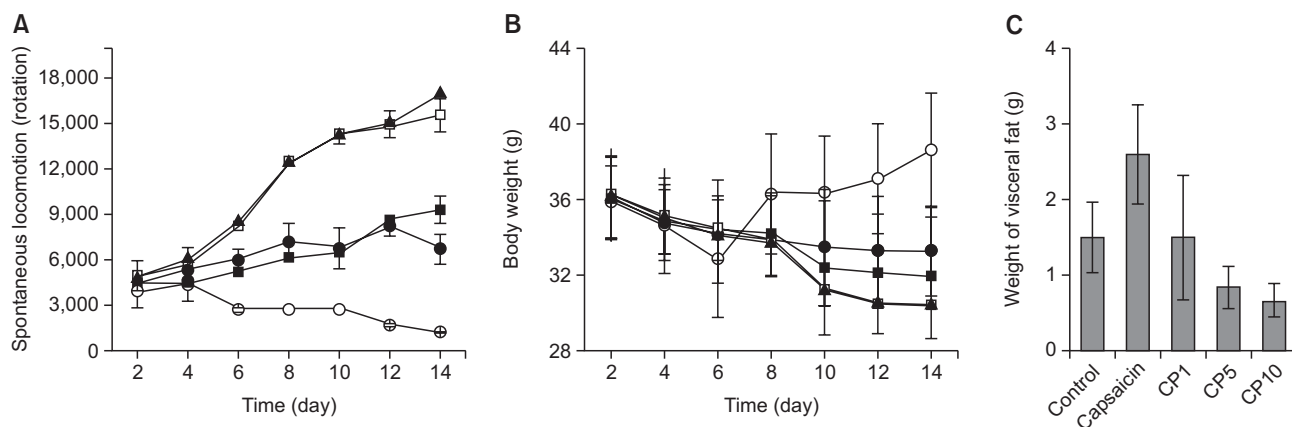 A
Spontaneous locomotion (rotation)
18,000
15,000
12,000
9,000
6,000
3,000
0
2 4 6 8 10 12 14
Time (day)
B
Body weight (g)
44
40
36
32
28
2 4 6 8 10 12 14
Time (day)
C
Weight of visceral fat (g)
4
3
2
1
0
Control
Capsaicin
CP1
CP5
CP10